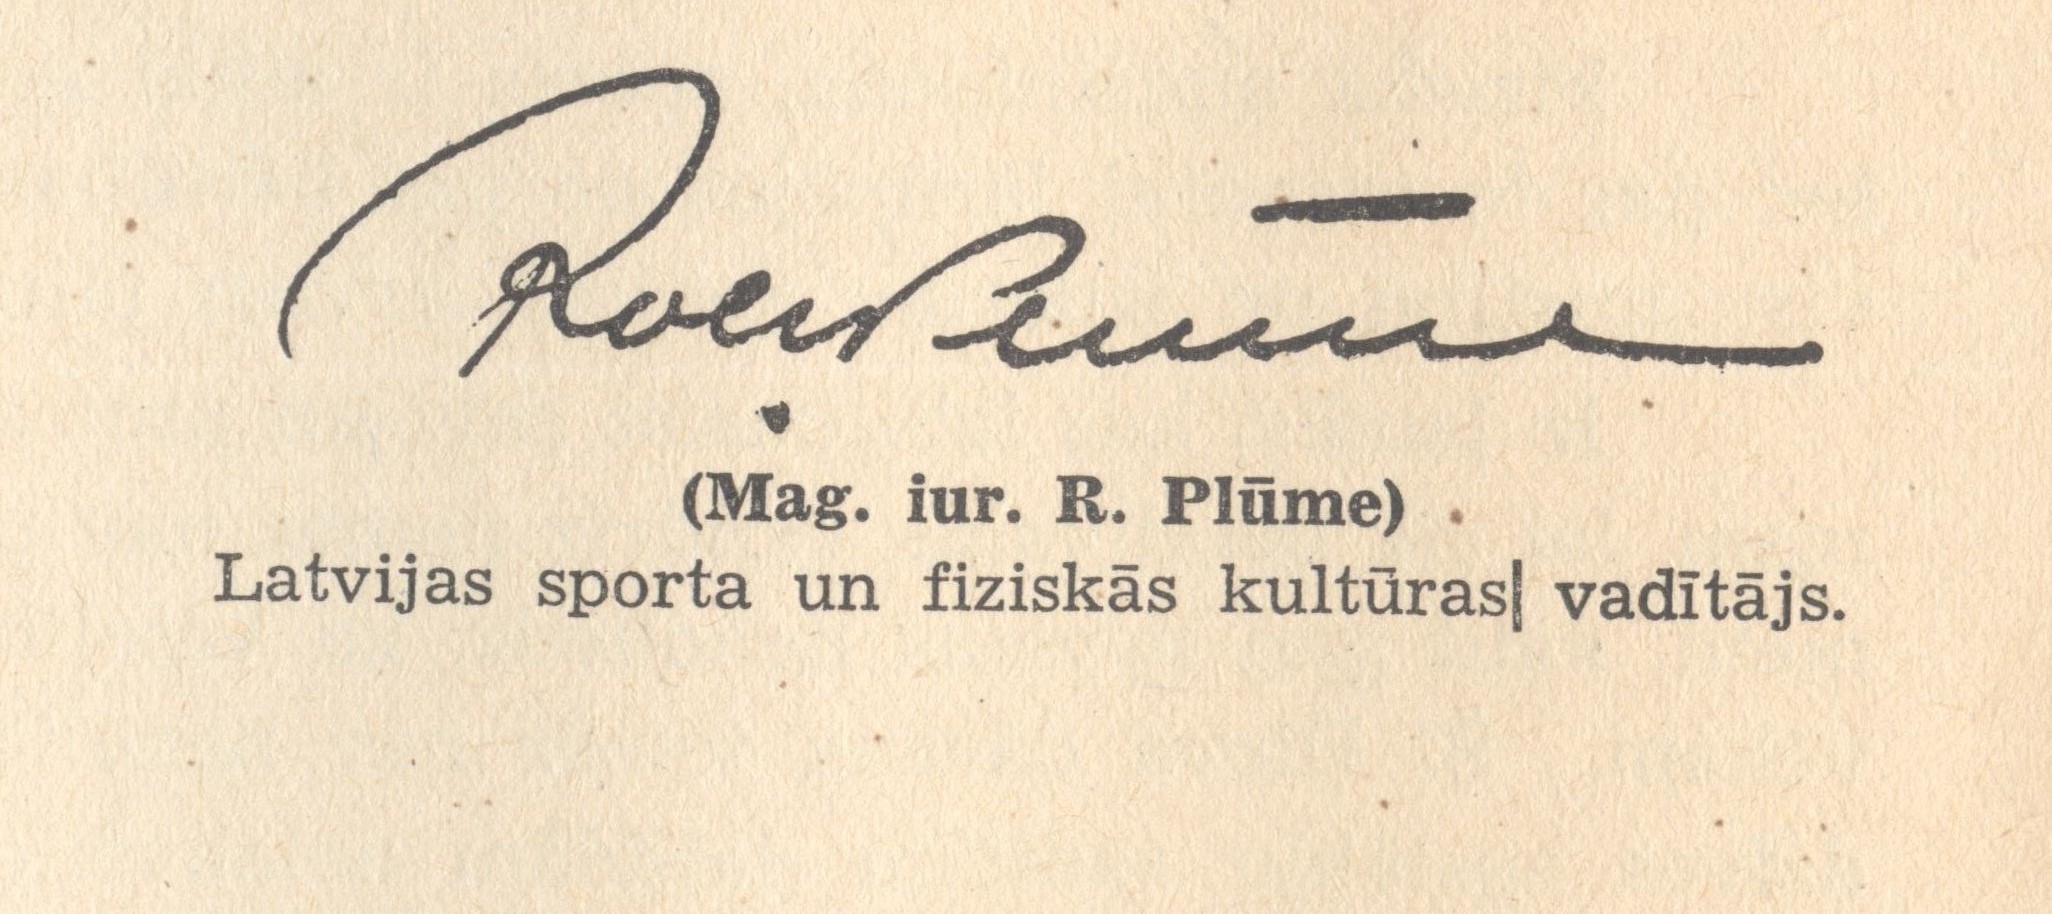 (Mag. iur. R. Plūme)
Latvijas sporta un fiziskās kultūras vadītājs.